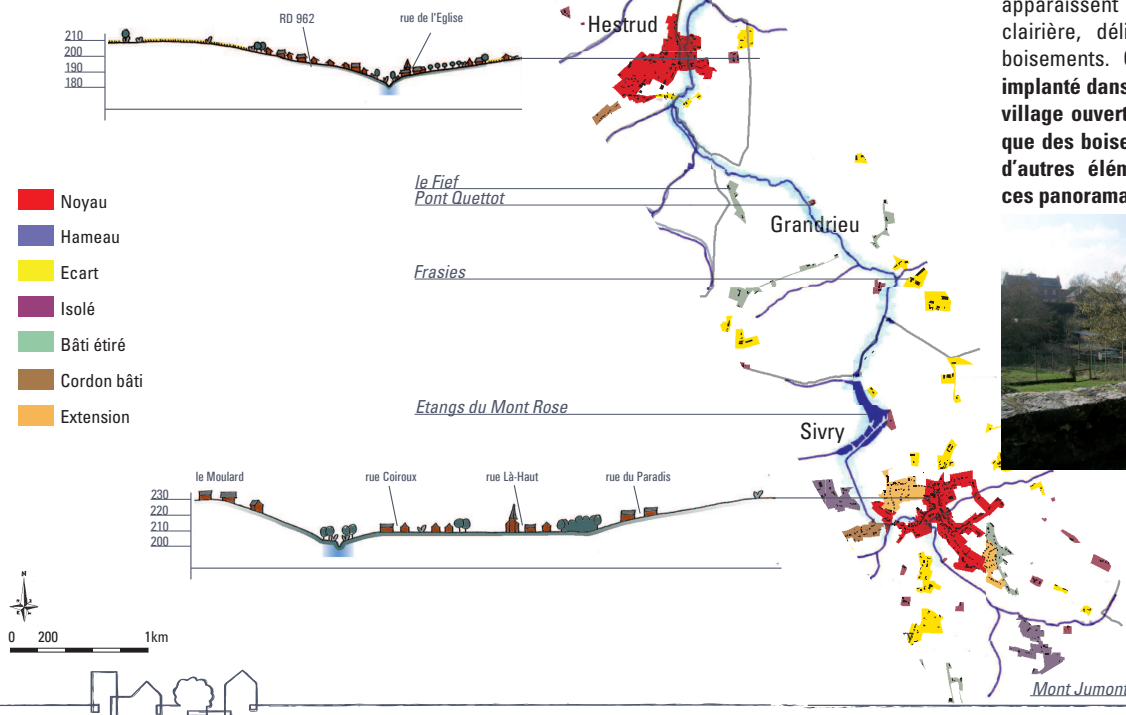 RD 962
rue de l'Eglise
210
200
190
180
Hestrud
apparaissent
clairière, déli
boisements.
implanté dans
village ouvert
que des boise
d'autres élém
ces panorama
Noyau
Hameau
Ecart
Isolé
Bâti étiré
Cordon bâti
Extension
le Fief
Pont Quettot
Grandrieu
Frasies
Etangs du Mont Rose
Sivry
le Moulard
rue Coiroux
rue Là-Haut
rue du Paradis
230
220
210
200
N
0 200 1km
Mont Jumont